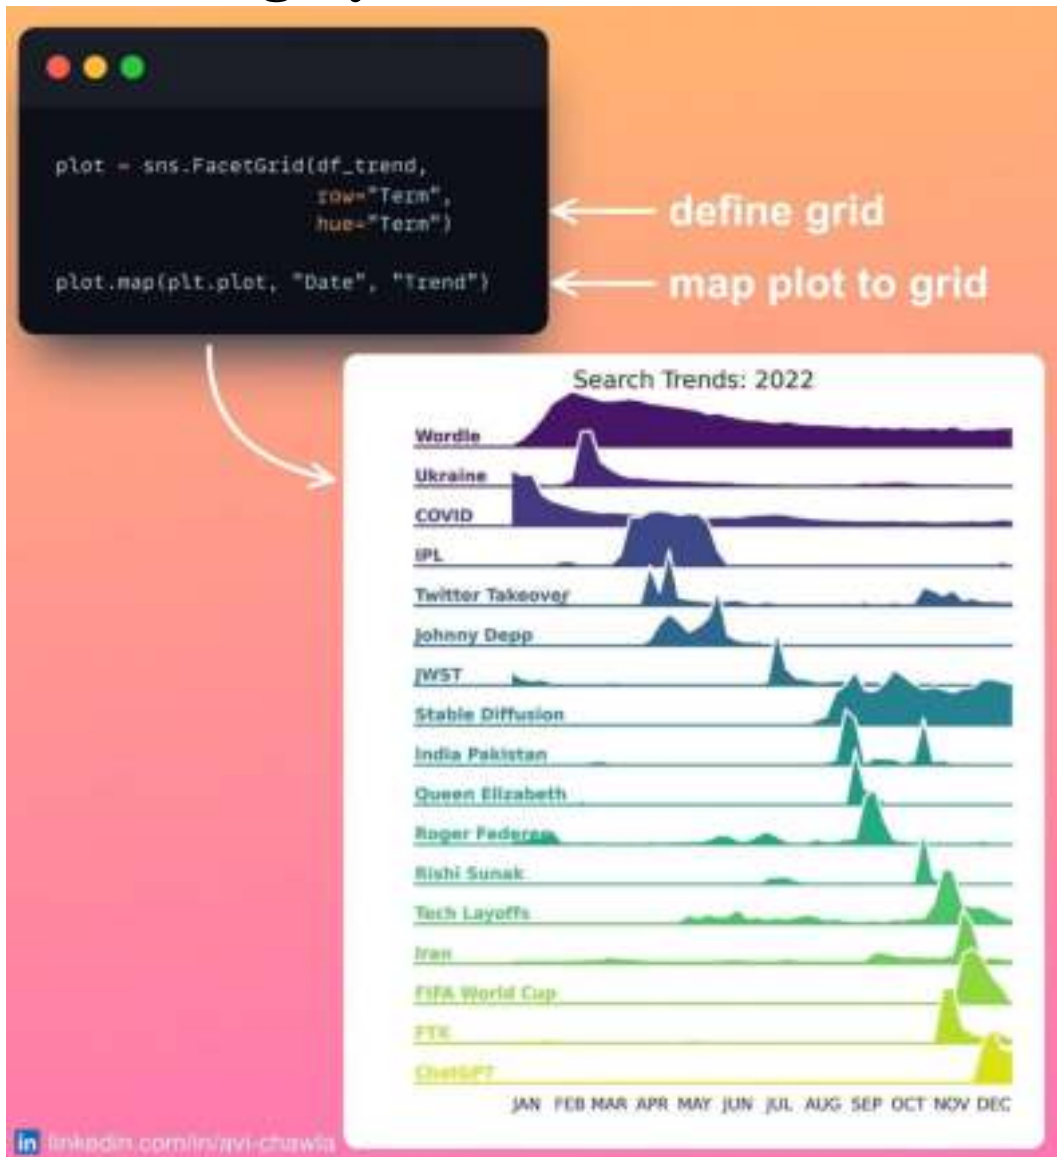 plot = sns.FacetGrid(df_trend,
row="Term",
hue="Term")
plot.map(plt.plot, "Date", "Trend")
define grid
map plot to grid
Search Trends: 2022
Wordle
Ukraine
COVID
IPL
Twitter Takeover
Johnny Depp
JWST
Stable Diffusion
India Pakistan
Queen Elizabeth
Roger Federer
Rishi Sunak
Tech Layoffs
Iran
FIFA World Cup
FTX
ChatGPT
JAN FEB MAR APR MAY JUN JUL AUG SEP OCT NOV DEC
in linkedin.com/in/avi-chawla